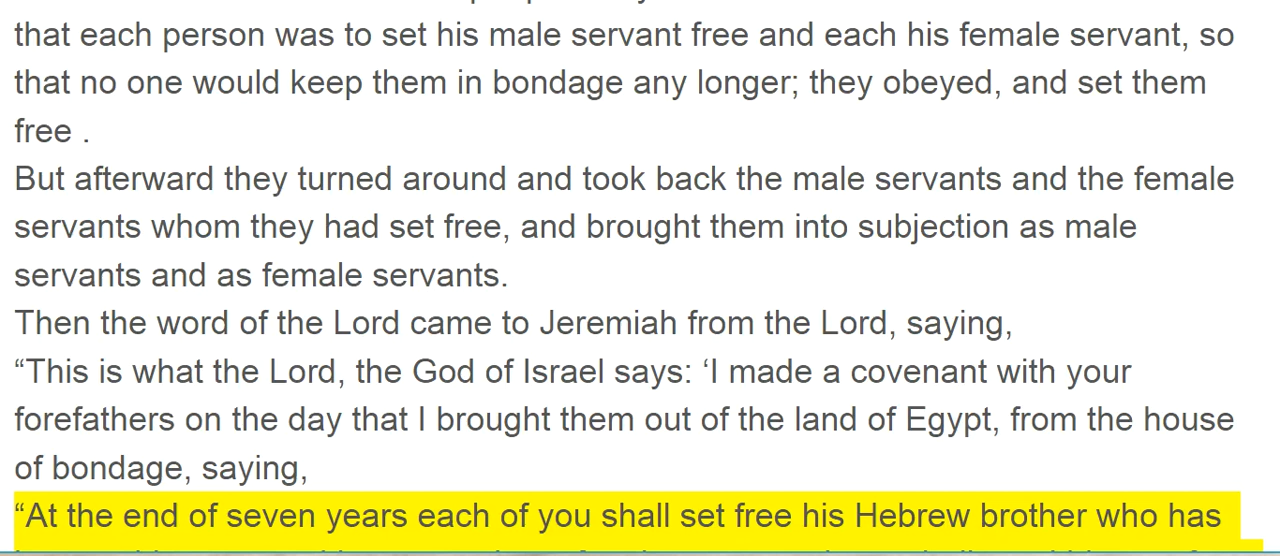 that each person was to set his male servant free and each his female servant, so
that no one would keep them in bondage any longer; they obeyed, and set them
free .
But afterward they turned around and took back the male servants and the female
servants whom they had set free, and brought them into subjection as male
servants and as female servants.
Then the word of the Lord came to Jeremiah from the Lord, saying,
“This is what the Lord, the God of Israel says: ‘I made a covenant with your
forefathers on the day that I brought them out of the land of Egypt, from the house
of bondage, saying,
“At the end of seven years each of you shall set free his Hebrew brother who has